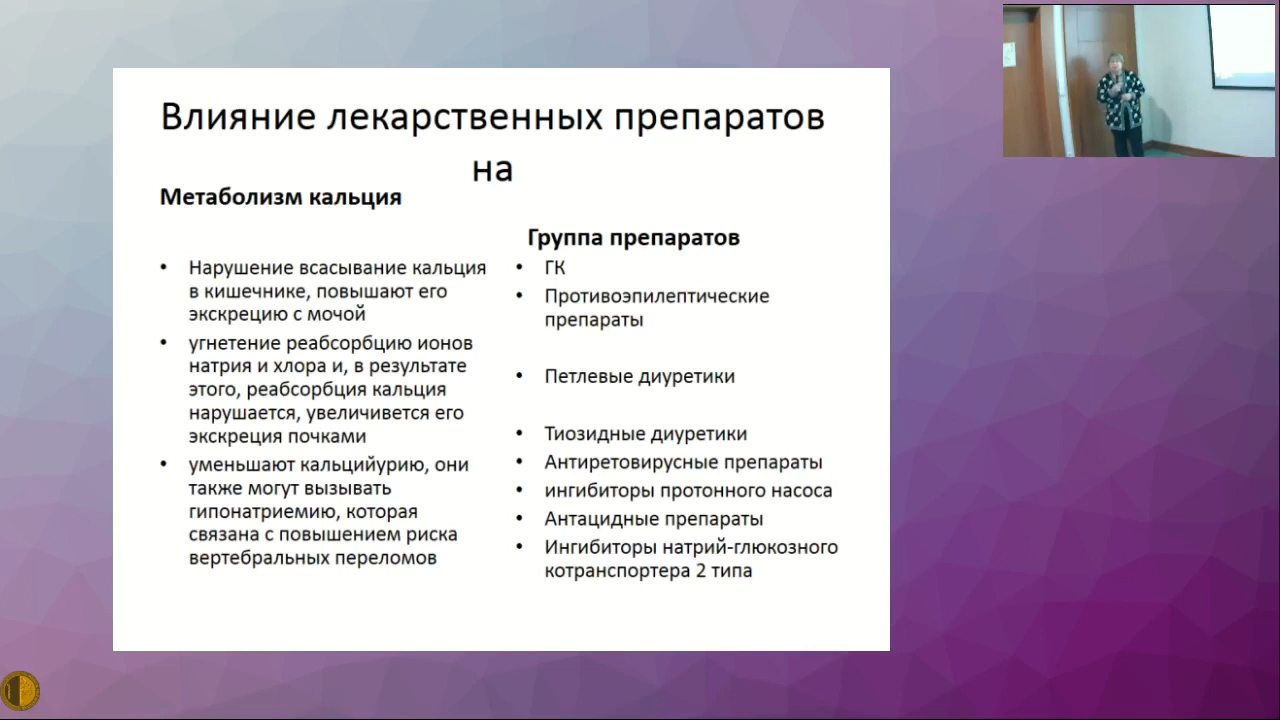 Влияние лекарственных препаратов
на
Метаболизм кальция
• Нарушение всасывание кальция
в кишечнике, повышают его
экскрецию с мочой
• угнетение реабсорбцию ионов
натрия и хлора и, в результате
этого, реабсорбция кальция
нарушается, увеличивется его
экскреция почками
• уменьшают кальцийурию, они
также могут вызывать
гипонатриемию, которая
связана с повышением риска
вертебральных переломов
Группа препаратов
• ГК
• Противоэпилептические
препараты
• Петлевые диуретики
• Тиозидные диуретики
• Антиретовирусные препараты
• ингибиторы протонного насоса
• Антацидные препараты
• Ингибиторы натрий-глюкозного
котранспортера 2 типа